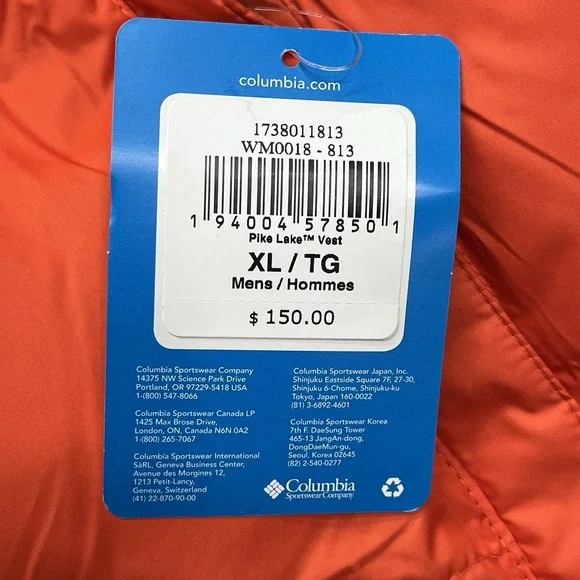 columbia.com
1738011813
WM0018 - 813
1 94004 57850 1
Pike Lake™ Vest
XL / TG
Mens / Hommes
$ 150.00
Columbia Sportswear Company
14375 NW Science Park Drive
Portland, OR 97229-5418 USA
1-(800) 547-8066
Columbia Sportswear Canada LP
1425 Max Brose Drive,
London, ON, Canada N6N 0A2
1-(800) 265-7067
Columbia Sportswear International
SàRL, Geneva Business Center,
Avenue des Morgines 12,
1213 Petit-Lancy,
Geneva, Switzerland
(41) 22-870-90-00
Columbia Sportswear Japan, Inc.
Shinjuku Eastside Square 7F, 27-30,
Shinjuku 6-Chome, Shinjuku-ku
Tokyo, Japan 160-0022
(81) 3-6892-4601
Columbia Sportswear Korea
7th F. DaeSung Tower
465-13 JangAn-dong,
DongDaeMun-gu,
Seoul, Korea 02645
(82) 2-540-0277
Columbia
Sportswear Company